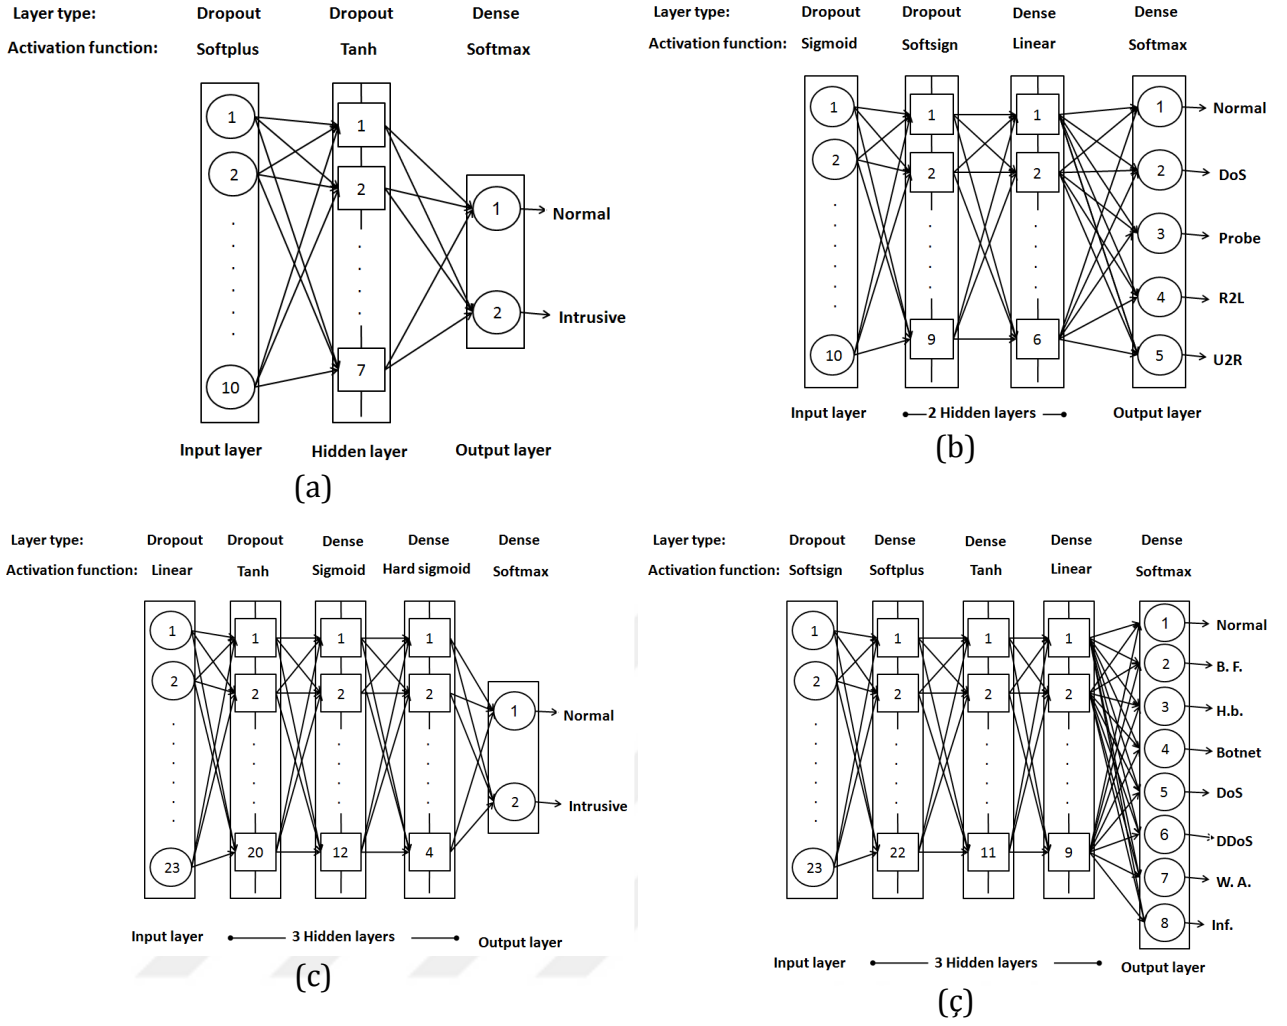 Layer type: Dropout Dropout Dense
Activation function: Softplus Tanh Softmax
1 1
2 2 1 Normal
2 Intrusive
10 7
Input layer Hidden layer Output layer
(a)
Layer type: Dropout Dropout Dense Dense
Activation function: Sigmoid Softsign Linear Softmax
1 1 1 1 Normal
2 2 2 2 DoS
3 Probe
4 R2L
10 9 6 5 U2R
Input layer 2 Hidden layers Output layer
(b)
Layer type: Dropout Dropout Dense Dense Dense
Activation function: Linear Tanh Sigmoid Hard sigmoid Softmax
1 1 1 1
2 2 2 2 1 Normal
2 Intrusive
23 20 12 4
Input layer 3 Hidden layers Output layer
(c)
Layer type: Dropout Dense Dense Dense Dense
Activation function: Softsign Softplus Tanh Linear Softmax
1 1 1 1 1 Normal
2 2 2 2 2 B. F.
3 H.b.
4 Botnet
5 DoS
6 DDoS
23 22 11 9 7 W. A.
8 Inf.
Input layer 3 Hidden layers Output layer
(ç)